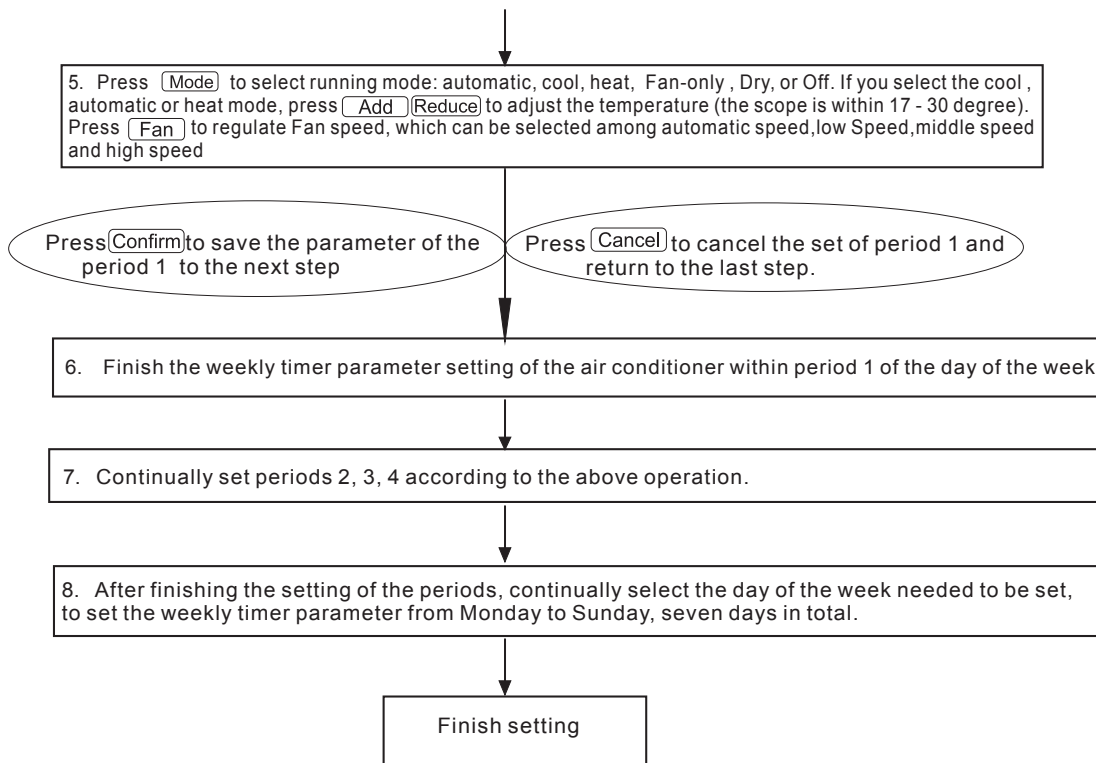 5. Press Mode to select running mode: automatic, cool, heat, Fan-only , Dry, or Off. If you select the cool ,
automatic or heat mode, press Add Reduce to adjust the temperature (the scope is within 17 - 30 degree).
Press Fan to regulate Fan speed, which can be selected among automatic speed,low Speed,middle speed
and high speed
Press Confirm to save the parameter of the
period 1 to the next step
Press Cancel to cancel the set of period 1 and
return to the last step.
6. Finish the weekly timer parameter setting of the air conditioner within period 1 of the day of the week
7. Continually set periods 2, 3, 4 according to the above operation.
8. After finishing the setting of the periods, continually select the day of the week needed to be set,
to set the weekly timer parameter from Monday to Sunday, seven days in total.
Finish setting